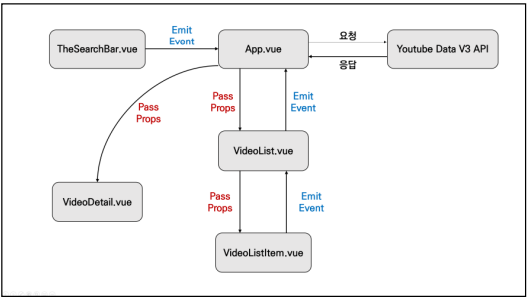 Emit
Event
TheSearchBar.vue
App.vue
요청
응답
Youtube Data V3 API
Pass
Props
Pass
Props
Emit
Event
VideoList.vue
VideoDetail.vue
Pass
Props
Emit
Event
VideoListItem.vue